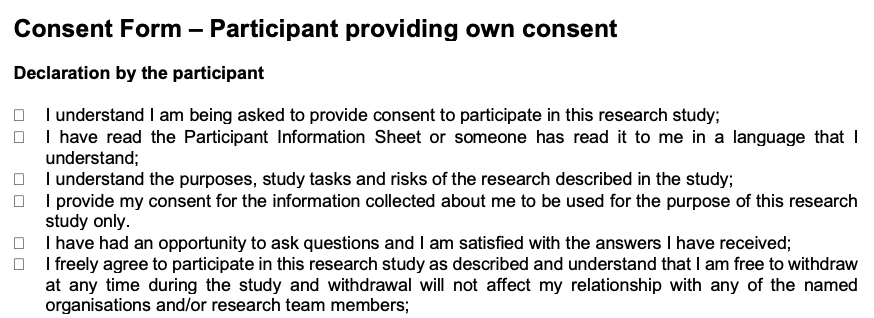 Consent Form – Participant providing own consent
Declaration by the participant
☐ I understand I am being asked to provide consent to participate in this research study;
☐ I have read the Participant Information Sheet or someone has read it to me in a language that I
understand;
☐ I understand the purposes, study tasks and risks of the research described in the study;
☐ I provide my consent for the information collected about me to be used for the purpose of this research
study only.
☐ I have had an opportunity to ask questions and I am satisfied with the answers I have received;
☐ I freely agree to participate in this research study as described and understand that I am free to withdraw
at any time during the study and withdrawal will not affect my relationship with any of the named
organisations and/or research team members;